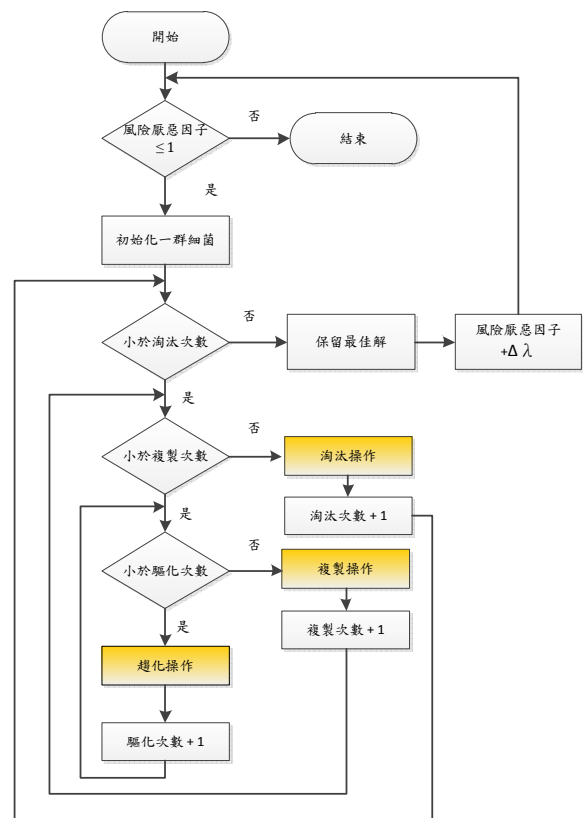 開始
風險厭惡因子
≤ 1
否
結束
是
初始化一群細菌
小於淘汰次數
否
保留最佳解
風險厭惡因子
+Δ λ
是
小於複製次數
否
淘汰操作
淘汰次數 + 1
是
小於驅化次數
否
複製操作
複製次數 + 1
是
趨化操作
驅化次數 + 1